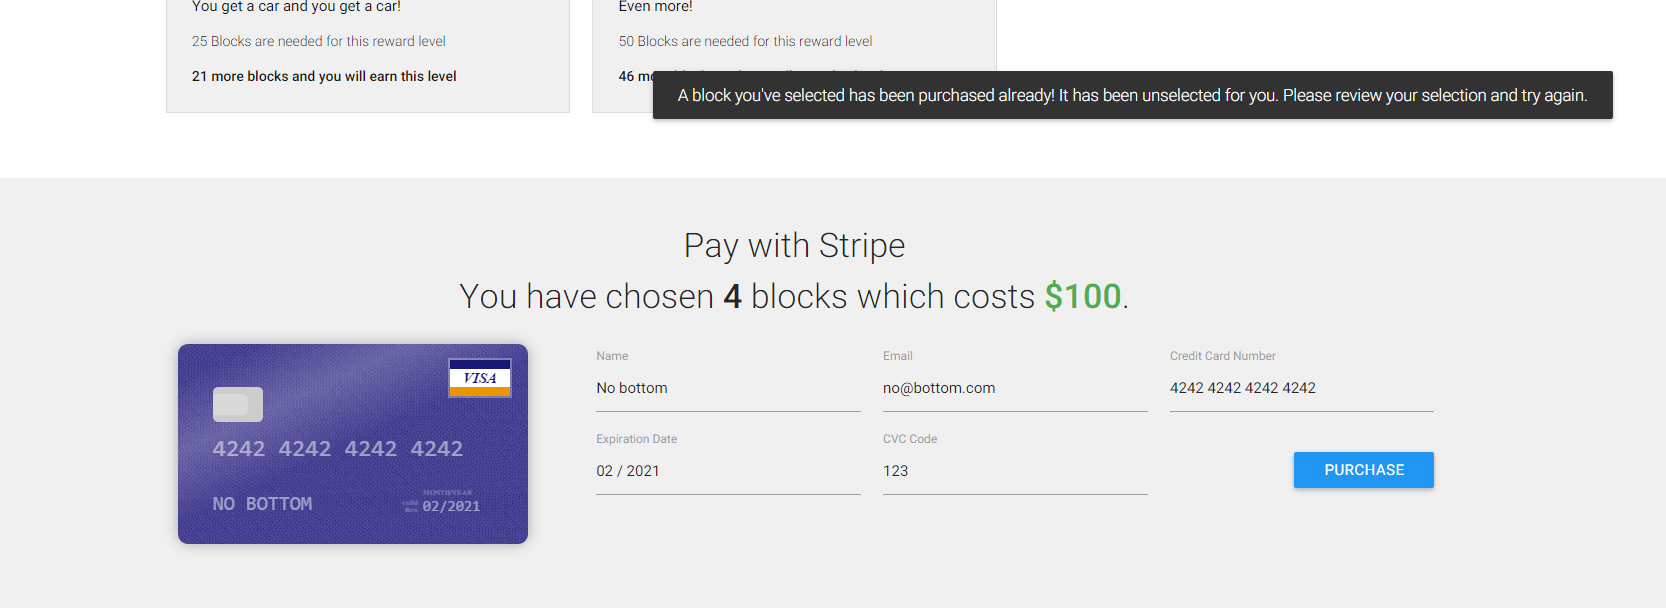 You get a car and you get a car!
25 Blocks are needed for this reward level
21 more blocks and you will earn this level
Even more!
50 Blocks are needed for this reward level
46
A block you've selected has been purchased already! It has been unselected for you. Please review your selection and try again.
Pay with Stripe
You have chosen 4 blocks which costs $100.
VISA
4242 4242 4242 4242
NO BOTTOM
MONTH/YEAR
valid
thru
02/2021
Name
No bottom
Email
no@bottom.com
Credit Card Number
4242 4242 4242 4242
Expiration Date
02 / 2021
CVC Code
123
PURCHASE